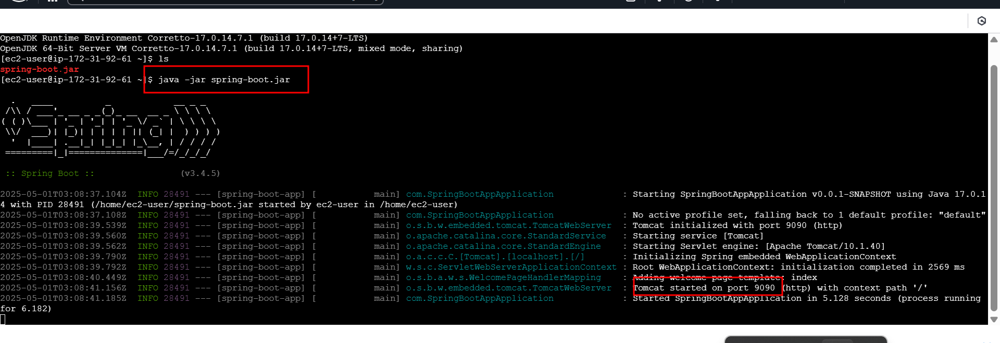 OpenJDK Runtime Environment Corretto-17.0.14.7.1 (build 17.0.14+7-LTS)
OpenJDK 64-Bit Server VM Corretto-17.0.14.7.1 (build 17.0.14+7-LTS, mixed mode, sharing)
[ec2-user@ip-172-31-92-61 ~]$ ls
spring-boot.jar
[ec2-user@ip-172-31-92-61 ~]$ java -jar spring-boot.jar
  .   ____          _            __ _ _
 /\\ / ___'_ __ _ _(_)_ __  __ _ \ \ \ \
( ( )\___ | '_ | '_| | '_ \/ _` | \ \ \ \
 \\/  ___)| |_)| | | | | || (_| |  ) ) ) )
  '  |____| .__|_| |_|_| |_\__, | / / / /
 =========|_|==============|___/=/_/_/_/
 :: Spring Boot ::                (v3.4.5)
2025-05-01T03:08:37.104Z  INFO 28491 --- [spring-boot-app] [           main] com.SpringBootAppApplication             : Starting SpringBootAppApplication v0.0.1-SNAPSHOT using Java 17.0.1
4 with PID 28491 (/home/ec2-user/spring-boot.jar started by ec2-user in /home/ec2-user)
2025-05-01T03:08:37.108Z  INFO 28491 --- [spring-boot-app] [           main] com.SpringBootAppApplication             : No active profile set, falling back to 1 default profile: "default"
2025-05-01T03:08:39.539Z  INFO 28491 --- [spring-boot-app] [           main] o.s.b.w.embedded.tomcat.TomcatWebServer  : Tomcat initialized with port 9090 (http)
2025-05-01T03:08:39.560Z  INFO 28491 --- [spring-boot-app] [           main] o.apache.catalina.core.StandardService   : Starting service [Tomcat]
2025-05-01T03:08:39.562Z  INFO 28491 --- [spring-boot-app] [           main] o.apache.catalina.core.StandardEngine    : Starting Servlet engine: [Apache Tomcat/10.1.40]
2025-05-01T03:08:39.790Z  INFO 28491 --- [spring-boot-app] [           main] o.a.c.c.C.[Tomcat].[localhost].[/]       : Initializing Spring embedded WebApplicationContext
2025-05-01T03:08:39.792Z  INFO 28491 --- [spring-boot-app] [           main] w.s.c.ServletWebServerApplicationContext : Root WebApplicationContext: initialization completed in 2569 ms
2025-05-01T03:08:40.449Z  INFO 28491 --- [spring-boot-app] [           main] o.s.b.a.w.s.WelcomePageHandlerMapping    : Adding welcome page template: index
2025-05-01T03:08:41.156Z  INFO 28491 --- [spring-boot-app] [           main] o.s.b.w.embedded.tomcat.TomcatWebServer  : Tomcat started on port 9090 (http) with context path '/'
2025-05-01T03:08:41.185Z  INFO 28491 --- [spring-boot-app] [           main] com.SpringBootAppApplication             : Started SpringBootAppApplication in 5.128 seconds (process running
for 6.182)